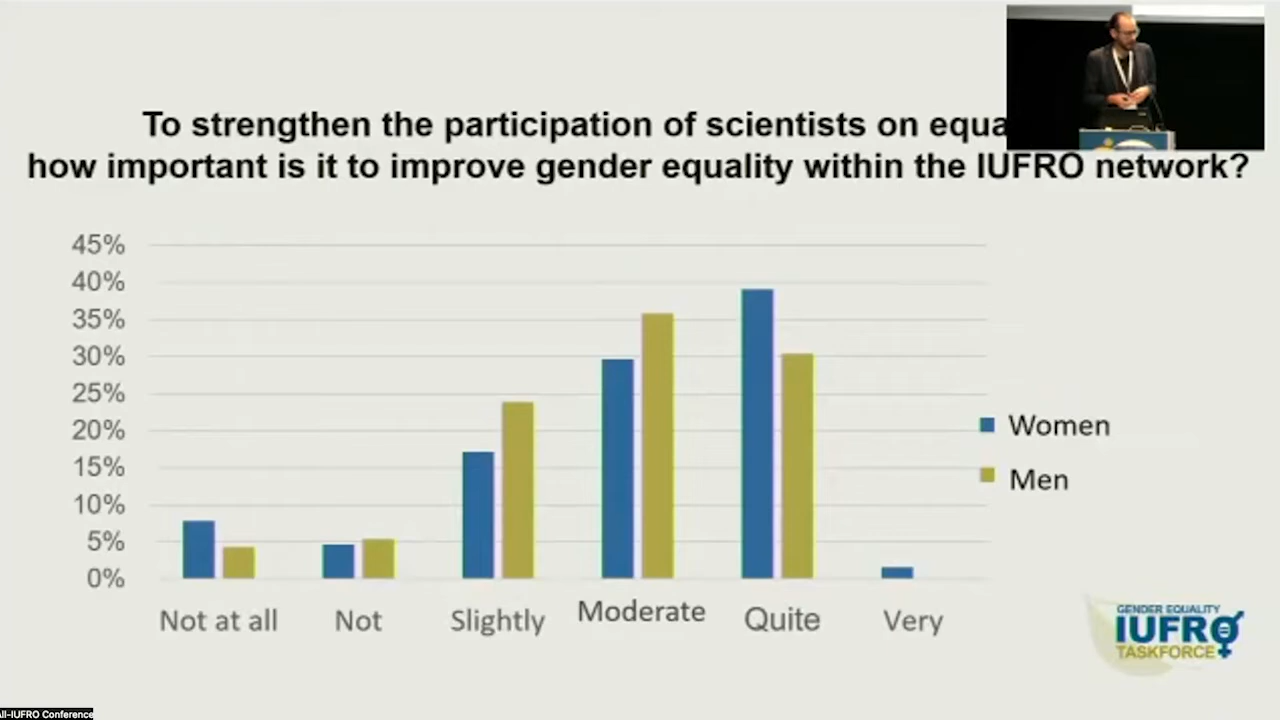 To strengthen the participation of scientists on
how important is it to improve gender equality within the IUFRO network?
45%
40%
35%
30%
25%
20%
15%
10%
5%
0%
Not at all
Not
Slightly
Moderate
Quite
Very
Women
Men
GENDER EQUALITY
IUFRO
TASKFORCE
All-IUFRO Conference